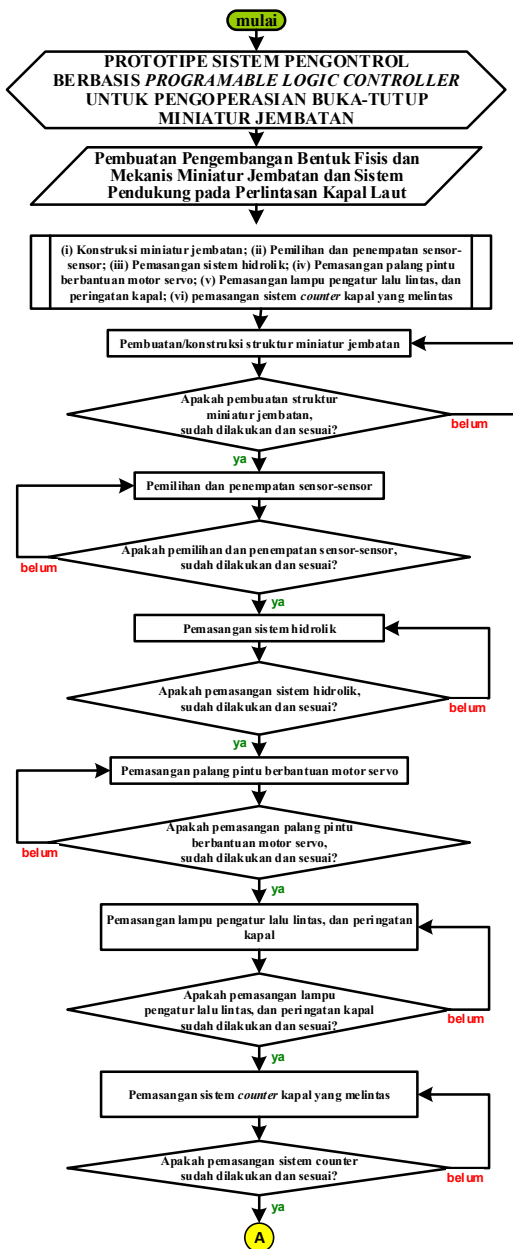 mulai
PROTOTIPE SISTEM PENGONTROL
BERBASIS PROGRAMABLE LOGIC CONTROLLER
UNTUK PENGOPERASIAN BUKA-TUTUP
MINIATUR JEMBATAN
Pembuatan Pengembangan Bentuk Fisis dan
Mekanis Miniatur Jembatan dan Sistem
Pendukung pada Perlintasan Kapal Laut
(i) Konstruksi miniatur jembatan; (ii) Pemilihan dan penempatan sensor-
sensor; (iii) Pemasangan sistem hidrolik; (iv) Pemasangan palang pintu
berbantuan motor servo; (v) Pemasangan lampu pengatur lalu lintas, dan
peringatan kapal; (vi) pemasangan sistem counter kapal yang melintas
Pembuatan/konstruksi struktur miniatur jembatan
Apakah pembuatan struktur
miniatur jembatan,
sudah dilakukan dan sesuai?
belum
ya
Pemilihan dan penempatan sensor-sensor
Apakah pemilihan dan penempatan sensor-sensor,
sudah dilakukan dan sesuai?
belum
ya
Pemasangan sistem hidrolik
Apakah pemasangan sistem hidrolik,
sudah dilakukan dan sesuai?
belum
ya
Pemasangan palang pintu berbantuan motor servo
Apakah pemasangan palang pintu
berbantuan motor servo,
sudah dilakukan dan sesuai?
belum
ya
Pemasangan lampu pengatur lalu lintas, dan peringatan
kapal
Apakah pemasangan lampu
pengatur lalu lintas, dan peringatan kapal
sudah dilakukan dan sesuai?
belum
ya
Pemasangan sistem counter kapal yang melintas
Apakah pemasangan sistem counter
sudah dilakukan dan sesuai?
belum
ya
A